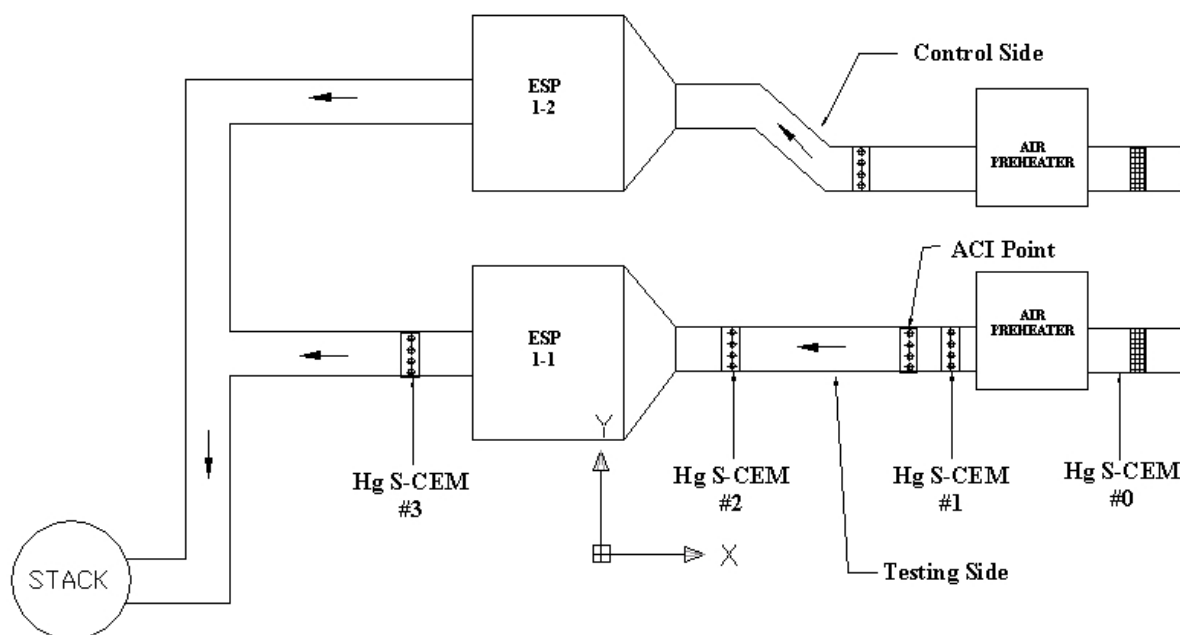 Control Side
ESP
1-2
AIR
PREHEATER
ACI Point
ESP
1-1
AIR
PREHEATER
Y
Hg S-CEM
#3
Hg S-CEM
#2
Hg S-CEM
#1
Hg S-CEM
#0
X
STACK
Testing Side